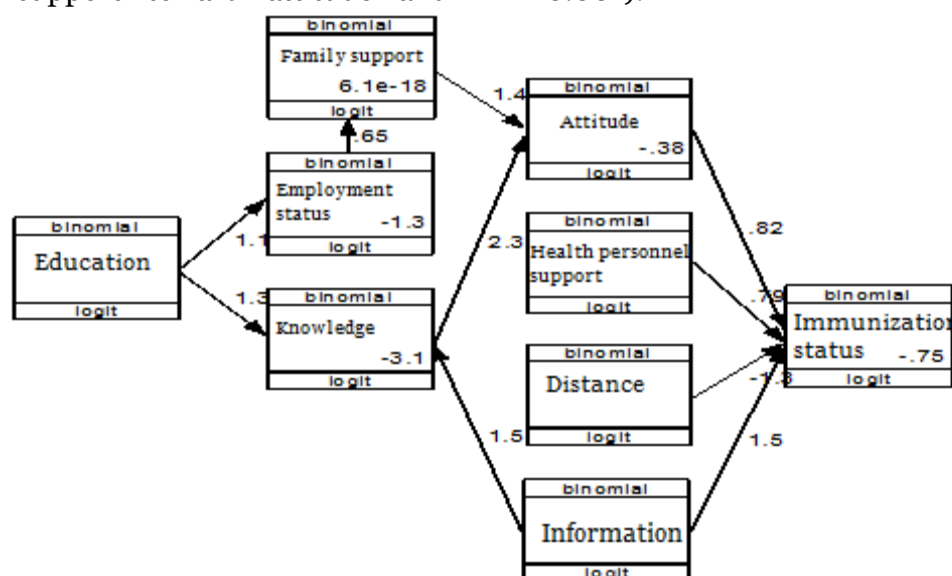 binomial
Family support
6.1e-18
logit
1.4
binomial
Attitude
-.38
logit
.65
binomial
Employment
status
-1.3
logit
binomial
Education
logit
1.1
1.3
binomial
Knowledge
-3.1
logit
2.3
binomial
Health personnel
support
logit
.82
.79
binomial
Immunization
status -.75
logit
binomial
Distance
logit
-1.3
1.5
1.5
binomial
Information
logit